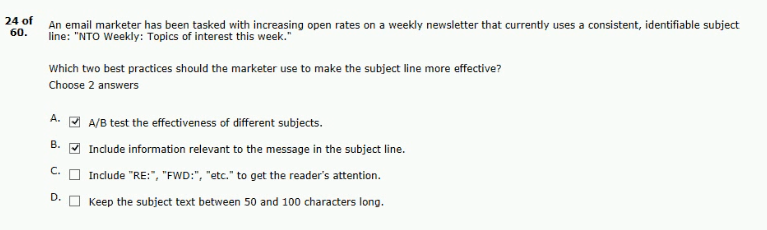 24 of
60.
An email marketer has been tasked with increasing open rates on a weekly newsletter that currently uses a consistent, identifiable subject
line: "NTO Weekly: Topics of interest this week."
Which two best practices should the marketer use to make the subject line more effective?
Choose 2 answers
A. A/B test the effectiveness of different subjects.
B. Include information relevant to the message in the subject line.
C. Include "RE:", "FWD:", "etc." to get the reader's attention.
D. Keep the subject text between 50 and 100 characters long.